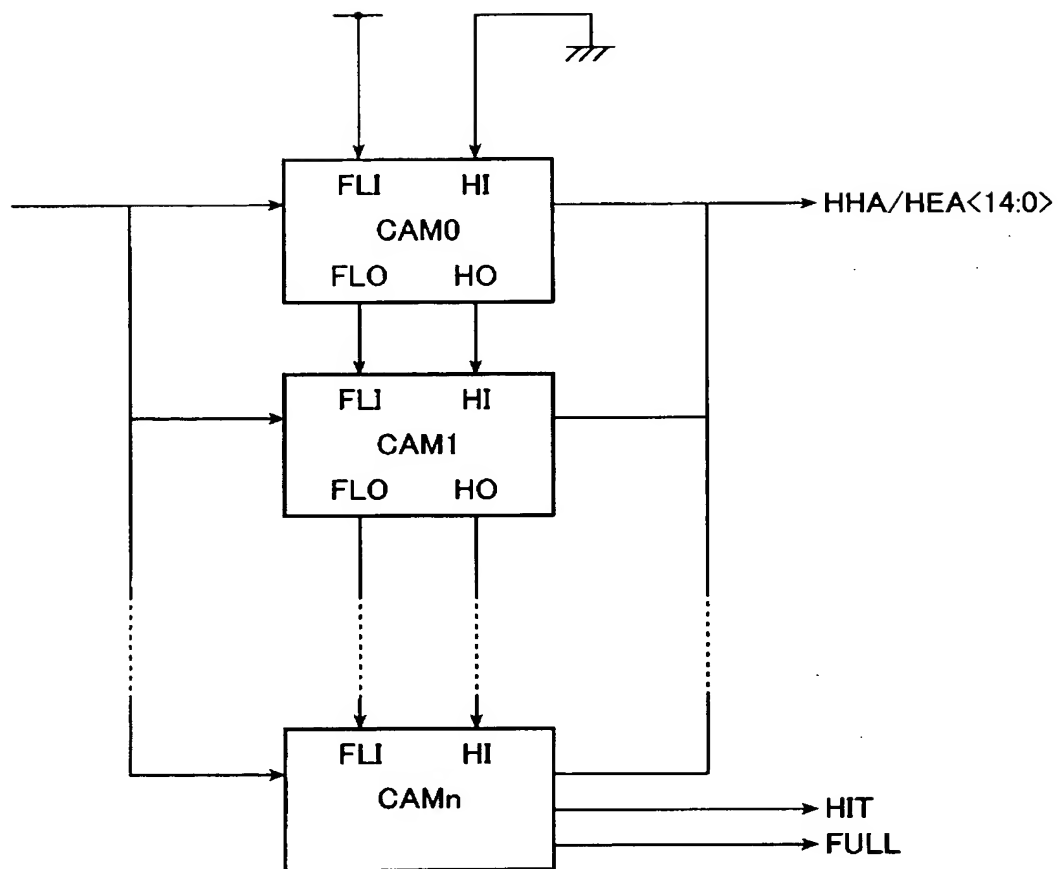 FLI HI
CAM0
FLO HO
HHA/HEA<14:0>
FLI HI
CAM1
FLO HO
FLI HI
CAMn
HIT
FULL